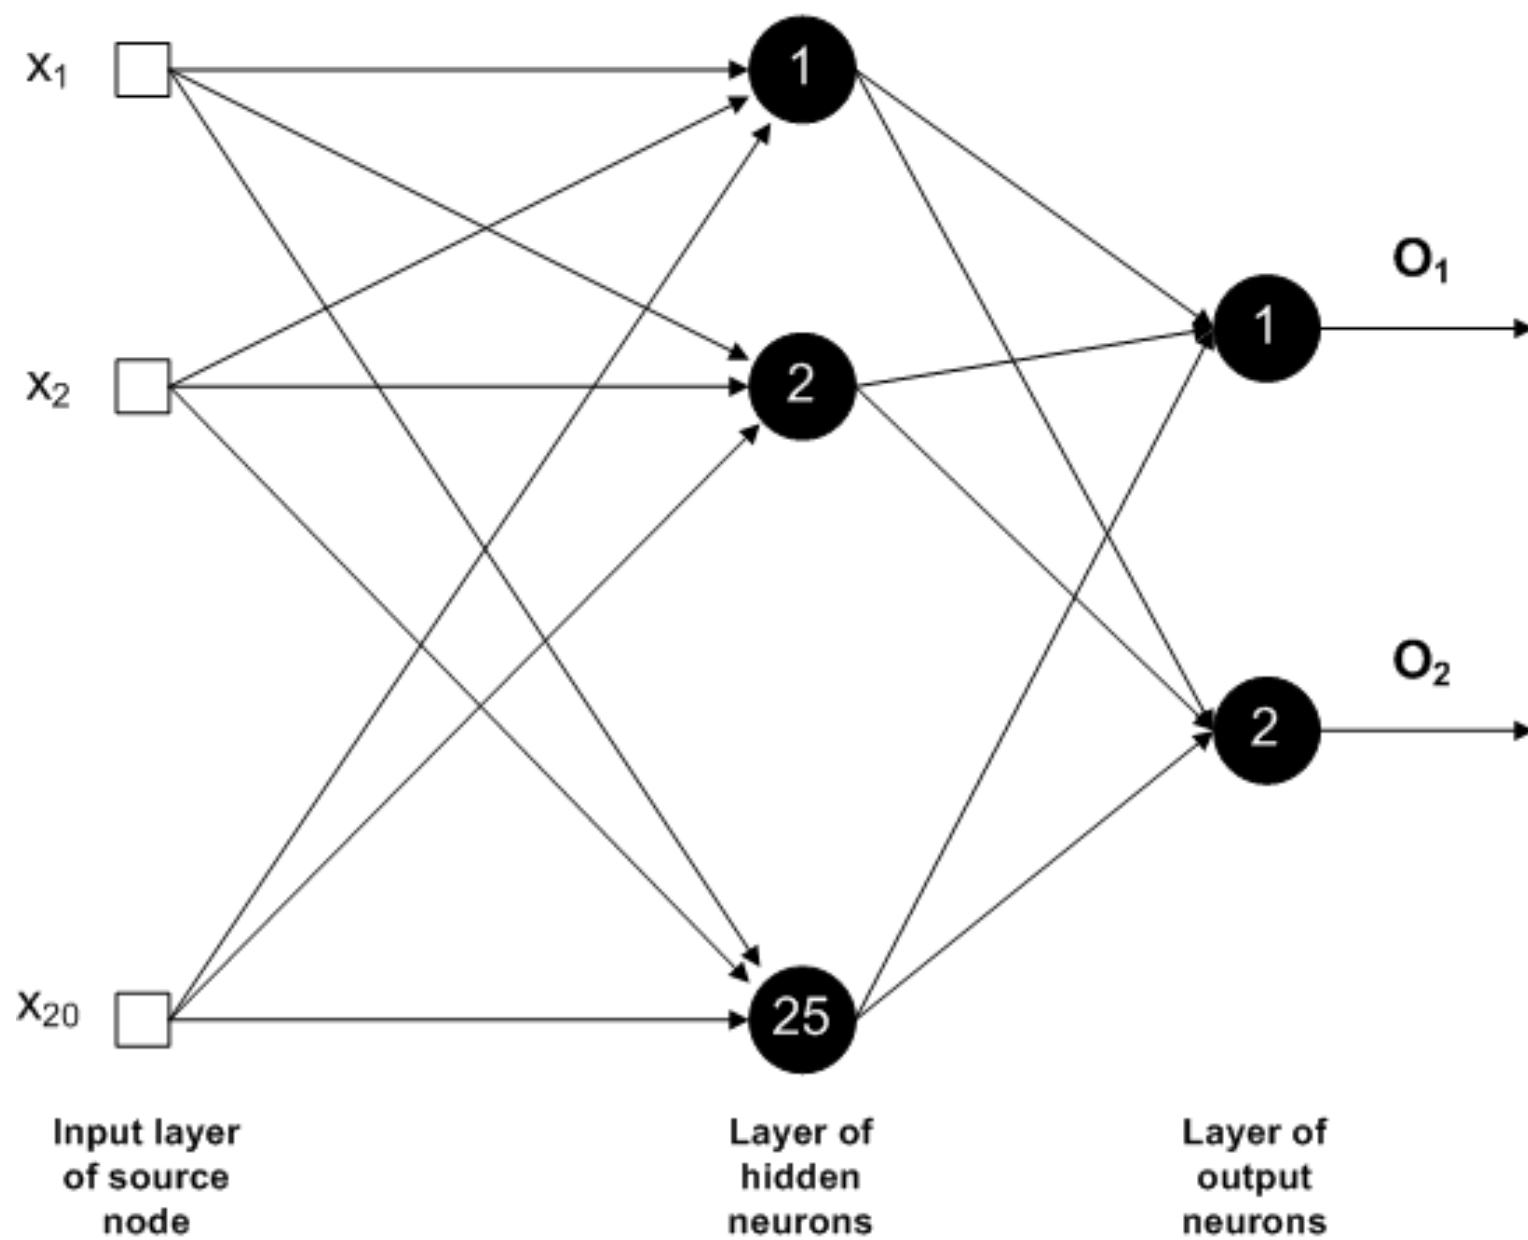 x₁
1
O₁
1
x₂
2
O₂
2
x₂₀
25
Input layer
of source
node
Layer of
hidden
neurons
Layer of
output
neurons